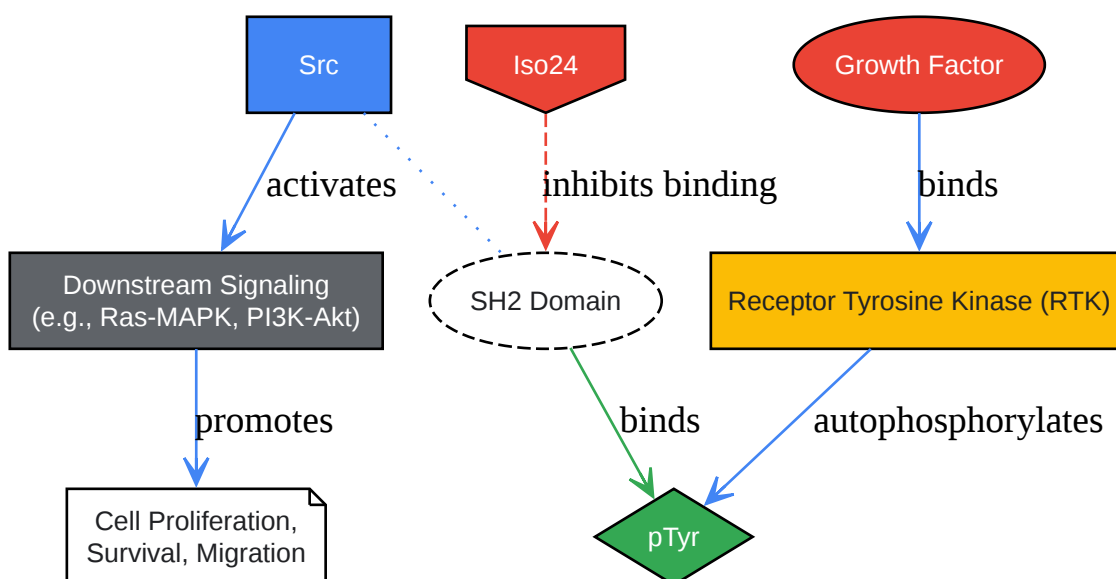 Src
Iso24
Growth Factor
activates
inhibits binding
binds
Downstream Signaling
(e.g., Ras-MAPK, PI3K-Akt)
SH2 Domain
Receptor Tyrosine Kinase (RTK)
promotes
binds
autophosphorylates
Cell Proliferation,
Survival, Migration
pTyr